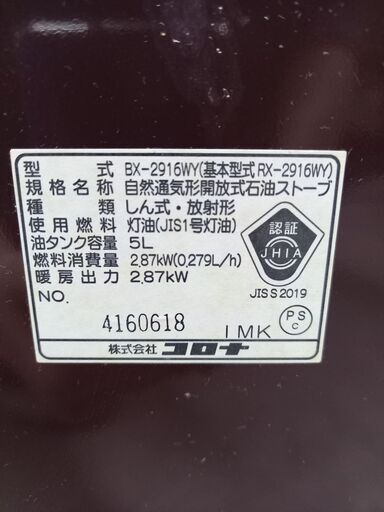 型式 BX-2916WY(基本型式 RX-2916WY)
規格名称 自然通気形開放式石油ストーブ
種類 しん式・放射形
使用燃料 灯油(JIS1号灯油)
油タンク容量 5L
燃料消費量 2.87kW(0.279L/h)
暖房出力 2.87kW
NO.
4160618 IMK
株式会社 コロナ
認証
JHIA
JIS S 2019
PS
C